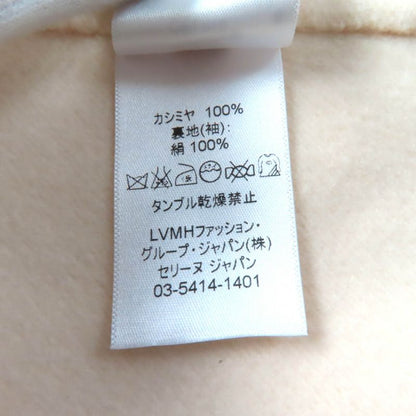 カシミヤ 100%
裏地(袖):
絹 100%
タンブル乾燥禁止
LVMHファッション・
グループ・ジャパン(株)
セリーヌ ジャパン
03-5414-1401